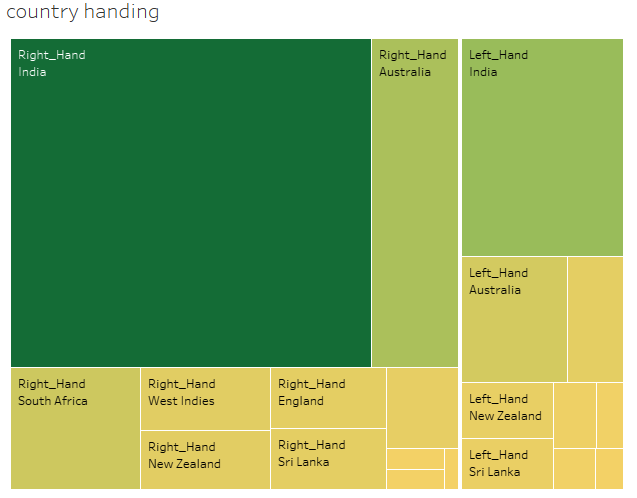 country handing
Right_Hand
India
Right_Hand
Australia
Left_Hand
India
Left_Hand
Australia
Right_Hand
South Africa
Right_Hand
West Indies
Right_Hand
England
Right_Hand
New Zealand
Right_Hand
Sri Lanka
Left_Hand
New Zealand
Left_Hand
Sri Lanka